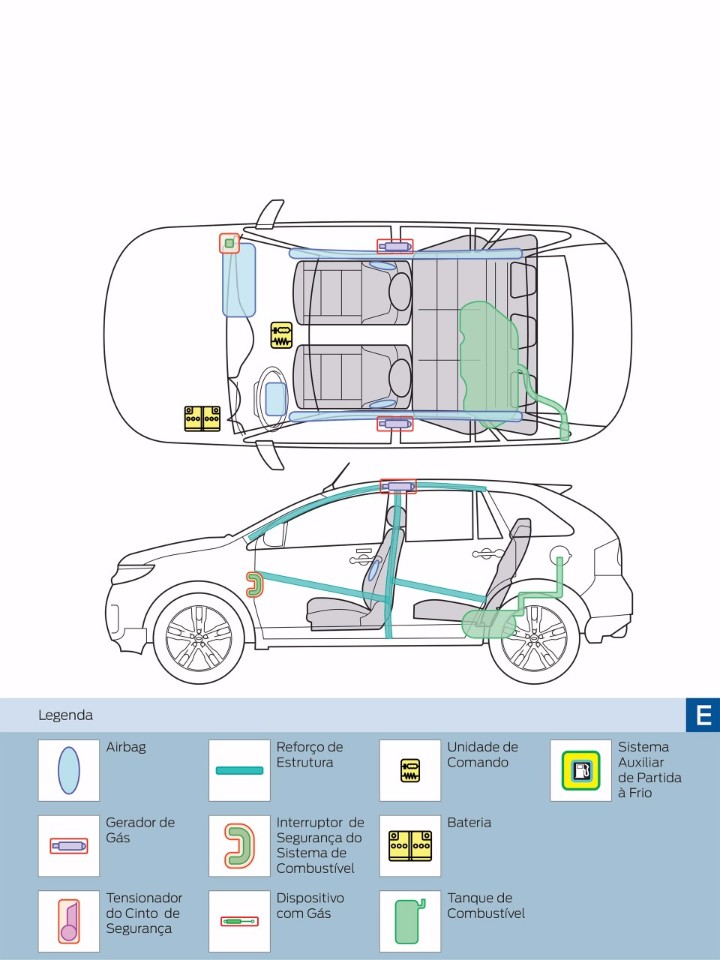 Legenda
E
Airbag
Reforço de
Estrutura
Unidade de
Comando
Sistema
Auxiliar
de Partida
à Frio
Gerador de
Gás
Interruptor de
Segurança do
Sistema de
Combustível
Bateria
Tensionador
do Cinto de
Segurança
Dispositivo
com Gás
Tanque de
Combustível